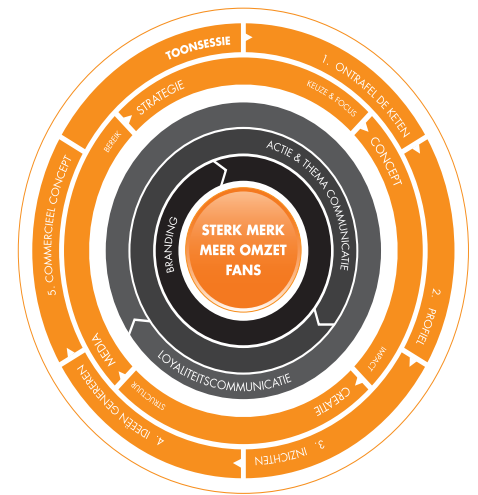 TOONSESSIE
1. ONTRAFEL DE KETEN
2. PROFIEL
3. INZICHTEN
4. IDEEËN GENEREREN
5. COMMERCIEEL CONCEPT
STRATEGIE
KEUZE & FOCUS
CONCEPT
IMPACT
CREATIE
STRUCTUUR
MEDIA
BEREIK
ACTIE & THEMA COMMUNICATIE
LOYALITEITSCOMMUNICATIE
BRANDING
STERK MERK
MEER OMZET
FANS